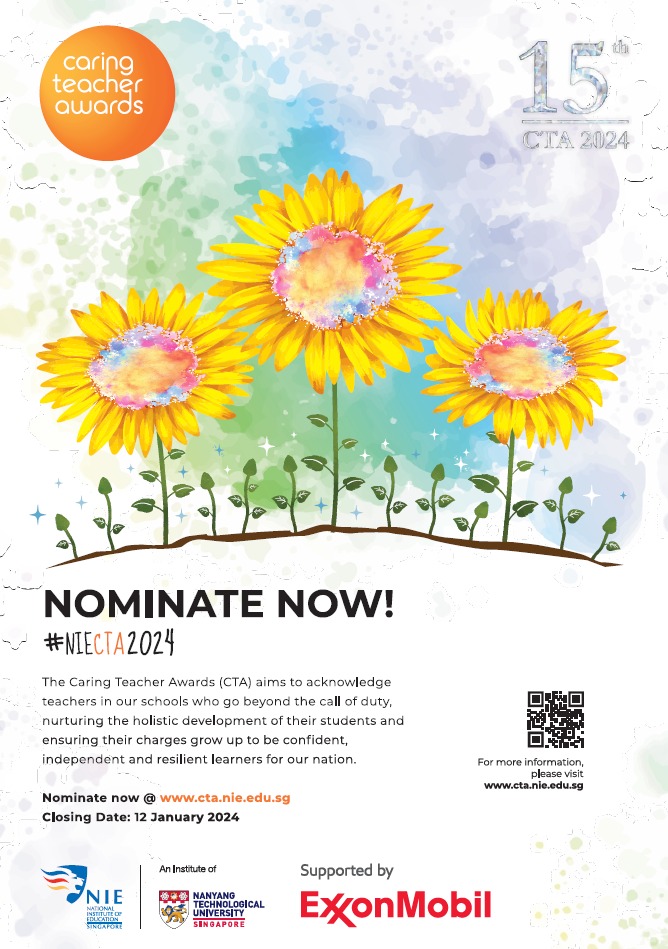 caring
teacher
awards
15th
CTA 2024
NOMINATE NOW!
#NIECTA2024
The Caring Teacher Awards (CTA) aims to acknowledge
teachers in our schools who go beyond the call of duty,
nurturing the holistic development of their students and
ensuring their charges grow up to be confident,
independent and resilient learners for our nation.
For more information,
please visit
www.cta.nie.edu.sg
Nominate now @ www.cta.nie.edu.sg
Closing Date: 12 January 2024
NIE
NATIONAL
INSTITUTE OF
EDUCATION
SINGAPORE
An Institute of
NANYANG
TECHNOLOGICAL
UNIVERSITY
SINGAPORE
Supported by
ExxonMobil